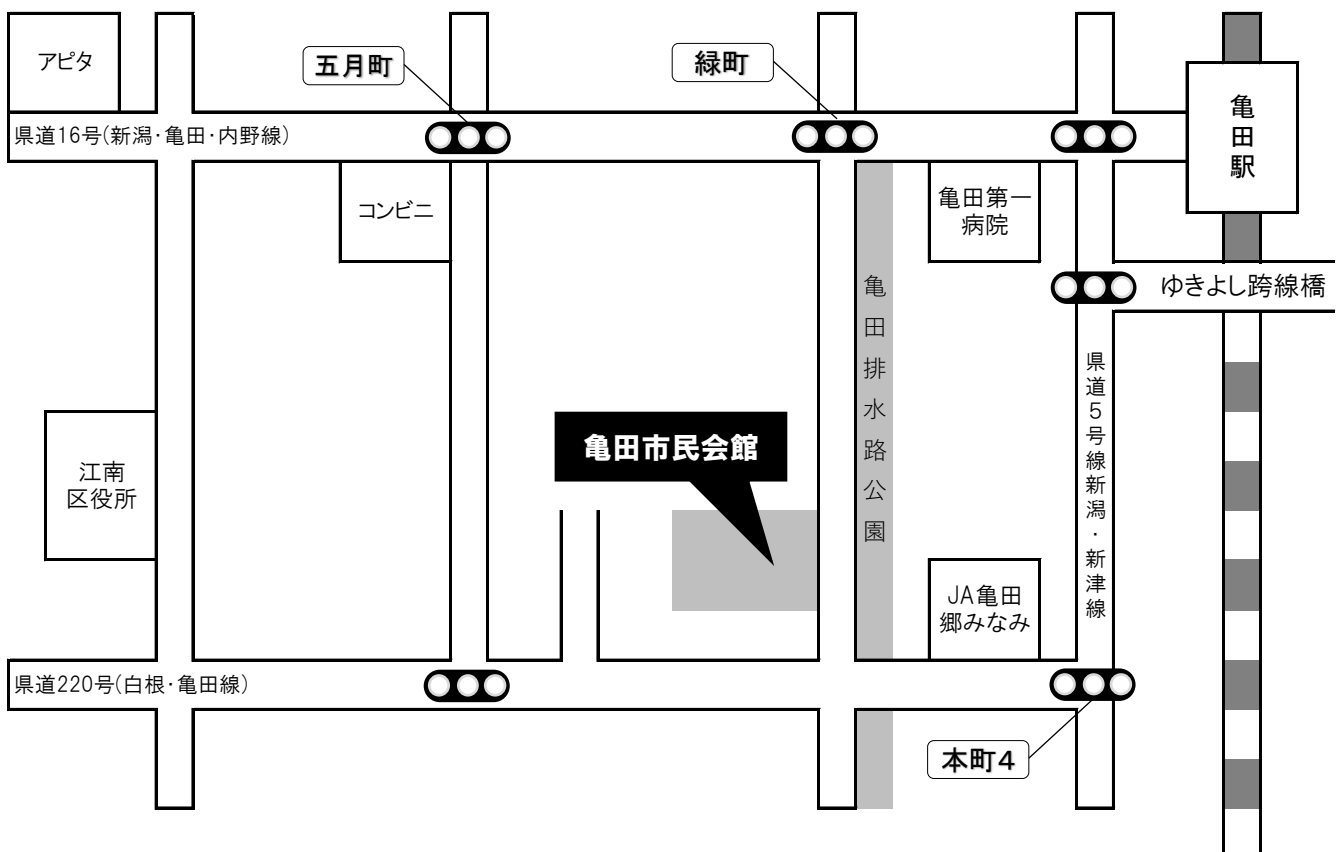 アピタ
五月町
緑町
県道16号(新潟・亀田・内野線)
亀田駅
コンビニ
亀田第一
病院
ゆきよし跨線橋
亀田排水路公園
県道5号線新潟・新津線
亀田市民会館
江南
区役所
JA亀田
郷みなみ
県道220号(白根・亀田線)
本町4